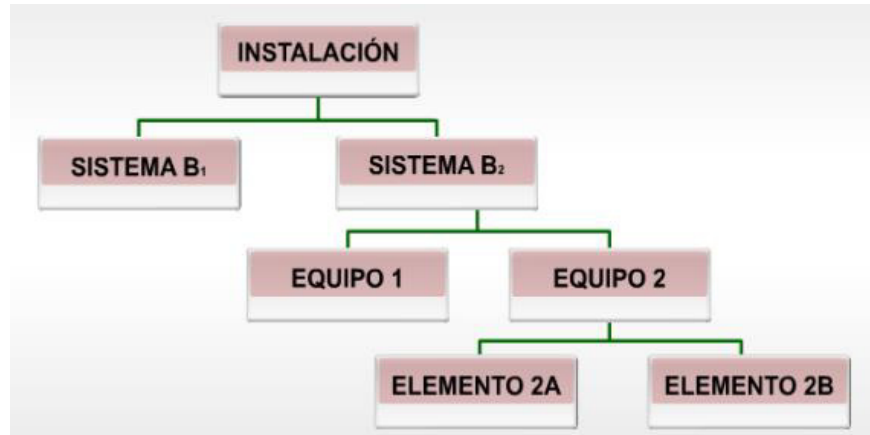 INSTALACIÓN
SISTEMA B₁
SISTEMA B₂
EQUIPO 1
EQUIPO 2
ELEMENTO 2A
ELEMENTO 2B